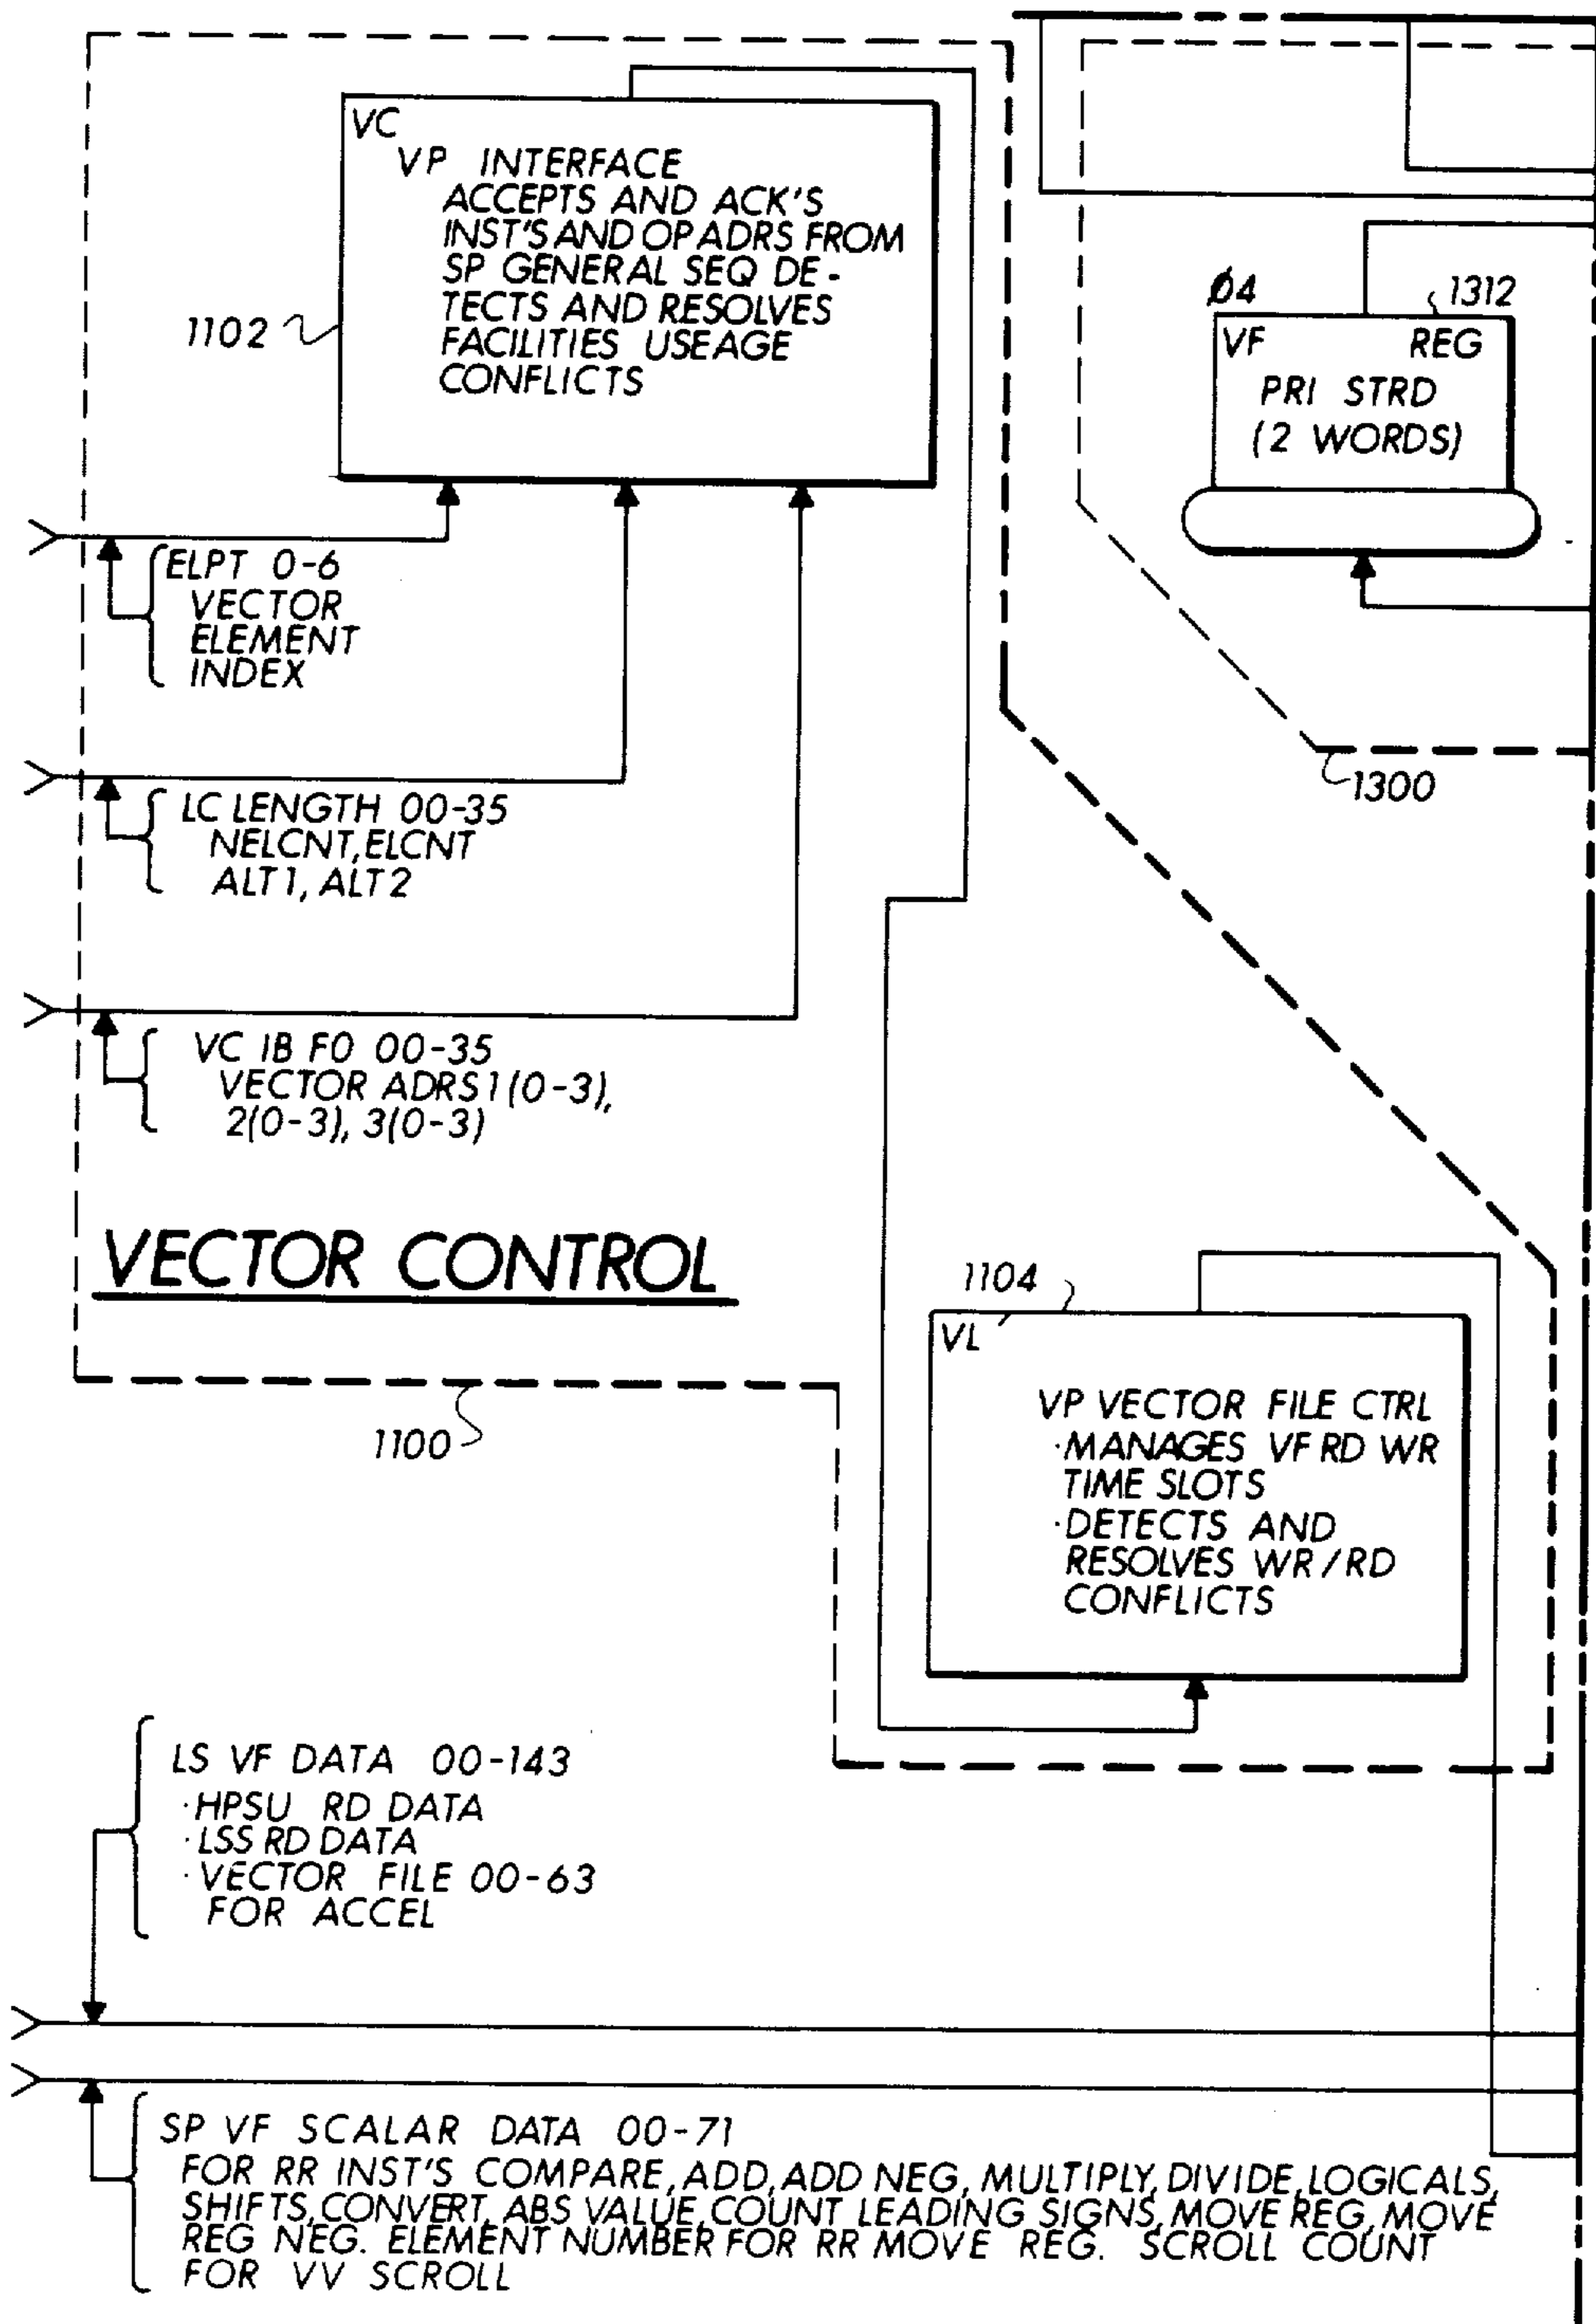 VC
VP INTERFACE
ACCEPTS AND ACK'S
INST'S AND OP ADRS FROM
SP GENERAL SEQ DE-
TECTS AND RESOLVES
FACILITIES USEAGE
CONFLICTS
1102
Ø4
1312
VF REG
PRI STRD
(2 WORDS)
ELPT 0-6
VECTOR
ELEMENT
INDEX
1300
LC LENGTH 00-35
NELCNT, ELCNT
ALT1, ALT2
VC IB FO 00-35
VECTOR ADRS 1(0-3),
2(0-3), 3(0-3)
VECTOR CONTROL
1100
1104
VL
VP VECTOR FILE CTRL
·MANAGES VF RD WR
TIME SLOTS
·DETECTS AND
RESOLVES WR/RD
CONFLICTS
LS VF DATA 00-143
·HPSU RD DATA
·LSS RD DATA
·VECTOR FILE 00-63
FOR ACCEL
SP VF SCALAR DATA 00-71
FOR RR INST'S COMPARE, ADD, ADD NEG, MULTIPLY, DIVIDE, LOGICALS,
SHIFTS, CONVERT, ABS VALUE, COUNT LEADING SIGNS, MOVE REG, MOVE
REG NEG. ELEMENT NUMBER FOR RR MOVE REG. SCROLL COUNT
FOR VV SCROLL